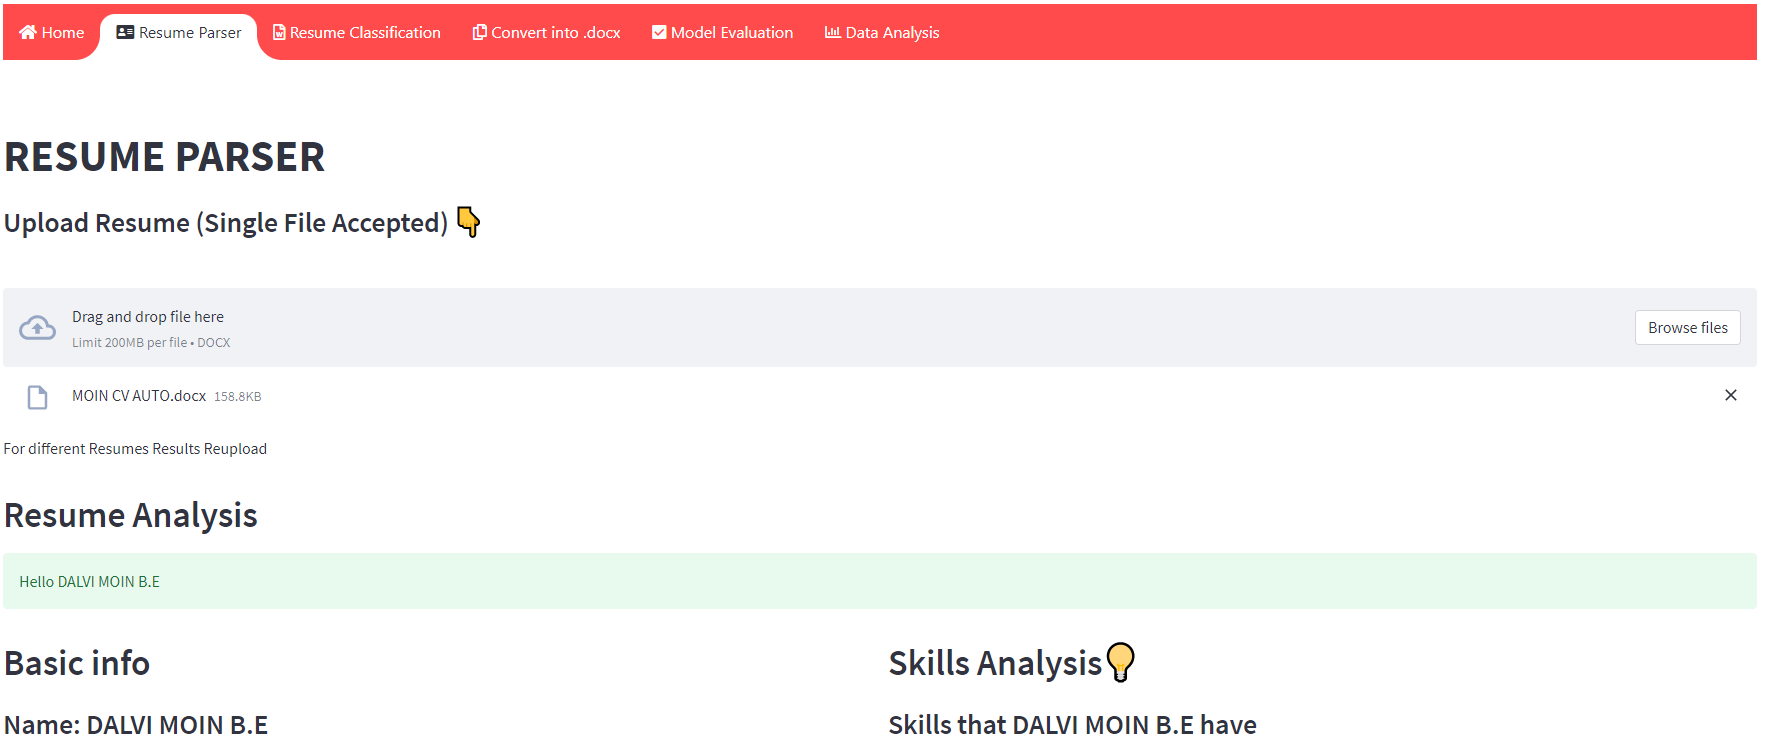 Home Resume Parser Resume Classification Convert into .docx Model Evaluation Data Analysis
RESUME PARSER
Upload Resume (Single File Accepted) 👇
Drag and drop file here
Limit 200MB per file • DOCX
Browse files
MOIN CV AUTO.docx 158.8KB
For different Resumes Results Reupload
Resume Analysis
Hello DALVI MOIN B.E
Basic info
Name: DALVI MOIN B.E
Skills Analysis💡
Skills that DALVI MOIN B.E have